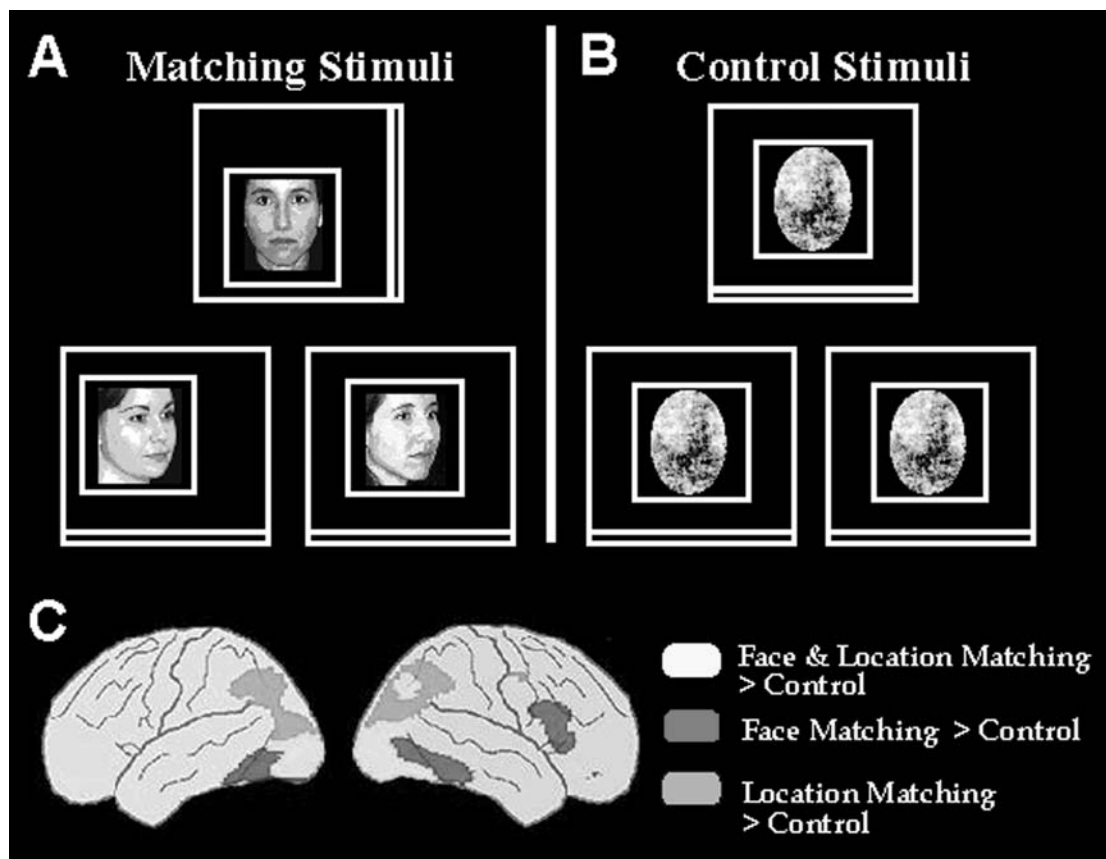 A
Matching Stimuli
B
Control Stimuli
C
Face & Location Matching
> Control
Face Matching > Control
Location Matching
> Control